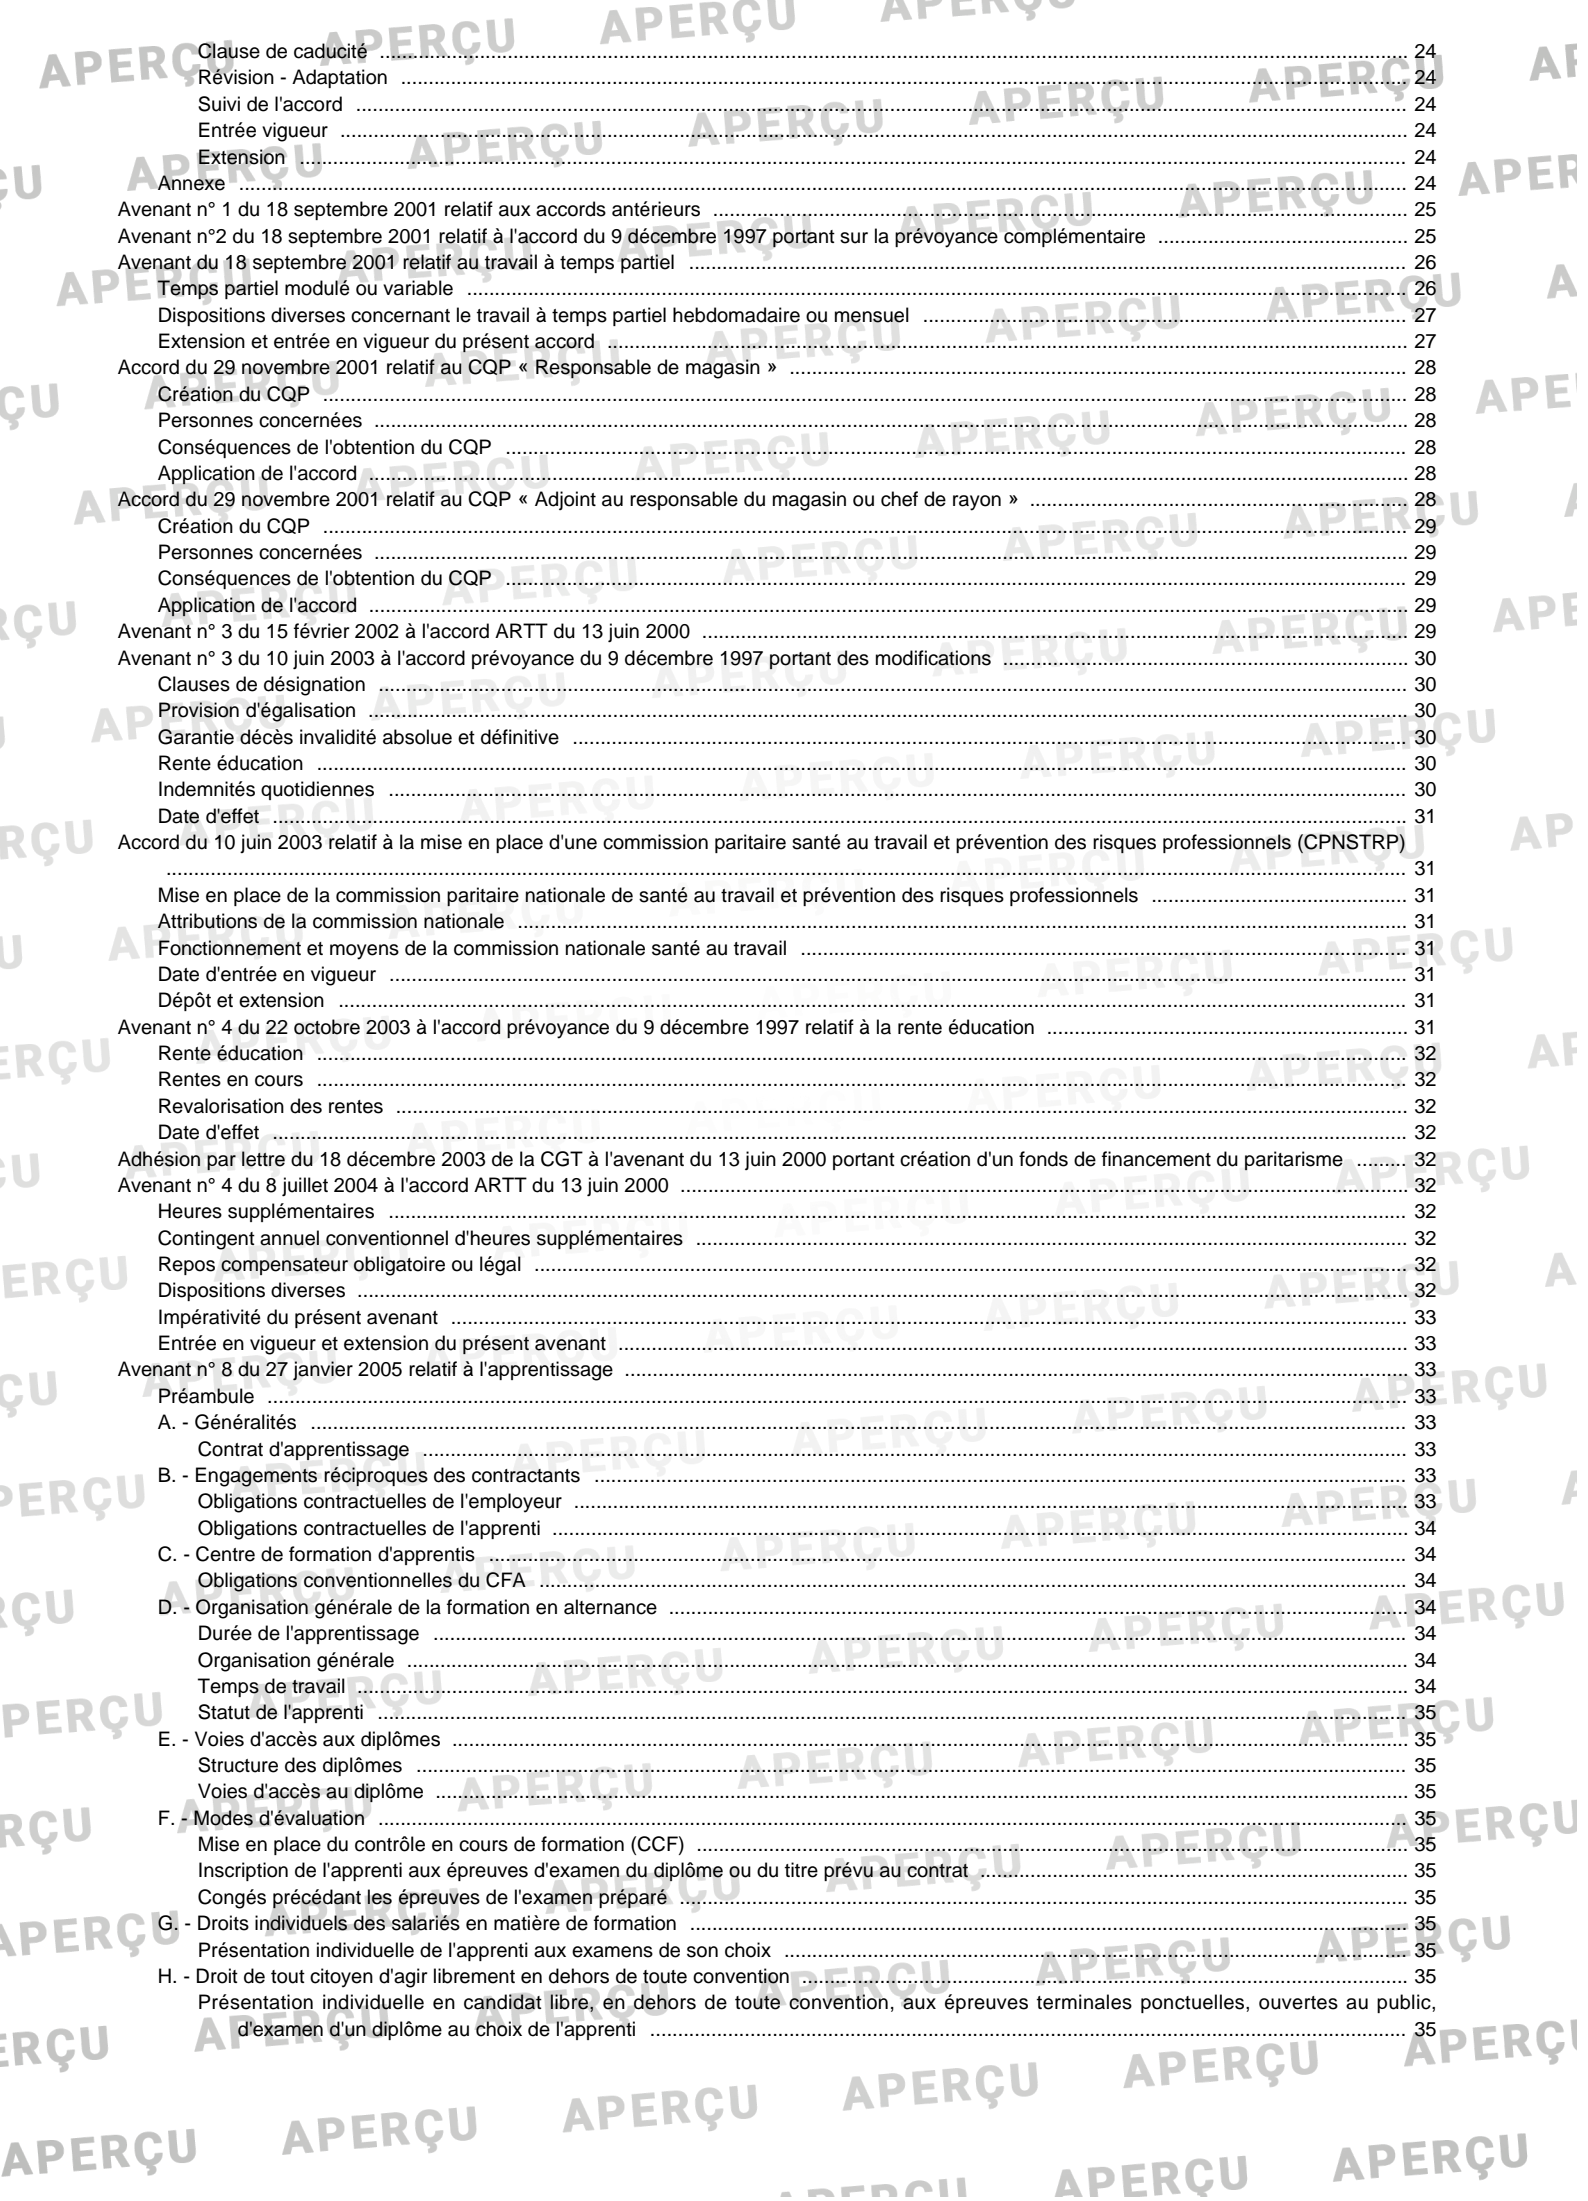 Clause de caducité ........ 24
Révision - Adaptation ........ 24
Suivi de l'accord ........ 24
Entrée vigueur ........ 24
Extension ........ 24
Annexe ........ 24
Avenant n° 1 du 18 septembre 2001 relatif aux accords antérieurs ........ 25
Avenant n°2 du 18 septembre 2001 relatif à l'accord du 9 décembre 1997 portant sur la prévoyance complémentaire ........ 25
Avenant du 18 septembre 2001 relatif au travail à temps partiel ........ 26
Temps partiel modulé ou variable ........ 26
Dispositions diverses concernant le travail à temps partiel hebdomadaire ou mensuel ........ 27
Extension et entrée en vigueur du présent accord ........ 27
Accord du 29 novembre 2001 relatif au CQP « Responsable de magasin » ........ 28
Création du CQP ........ 28
Personnes concernées ........ 28
Conséquences de l'obtention du CQP ........ 28
Application de l'accord ........ 28
Accord du 29 novembre 2001 relatif au CQP « Adjoint au responsable du magasin ou chef de rayon » ........ 28
Création du CQP ........ 29
Personnes concernées ........ 29
Conséquences de l'obtention du CQP ........ 29
Application de l'accord ........ 29
Avenant n° 3 du 15 février 2002 à l'accord ARTT du 13 juin 2000 ........ 29
Avenant n° 3 du 10 juin 2003 à l'accord prévoyance du 9 décembre 1997 portant des modifications ........ 30
Clauses de désignation ........ 30
Provision d'égalisation ........ 30
Garantie décès invalidité absolue et définitive ........ 30
Rente éducation ........ 30
Indemnités quotidiennes ........ 30
Date d'effet ........ 31
Accord du 10 juin 2003 relatif à la mise en place d'une commission paritaire santé au travail et prévention des risques professionnels (CPNSTRP)
........ 31
Mise en place de la commission paritaire nationale de santé au travail et prévention des risques professionnels ........ 31
Attributions de la commission nationale ........ 31
Fonctionnement et moyens de la commission nationale santé au travail ........ 31
Date d'entrée en vigueur ........ 31
Dépôt et extension ........ 31
Avenant n° 4 du 22 octobre 2003 à l'accord prévoyance du 9 décembre 1997 relatif à la rente éducation ........ 31
Rente éducation ........ 32
Rentes en cours ........ 32
Revalorisation des rentes ........ 32
Date d'effet ........ 32
Adhésion par lettre du 18 décembre 2003 de la CGT à l'avenant du 13 juin 2000 portant création d'un fonds de financement du paritarisme ........ 32
Avenant n° 4 du 8 juillet 2004 à l'accord ARTT du 13 juin 2000 ........ 32
Heures supplémentaires ........ 32
Contingent annuel conventionnel d'heures supplémentaires ........ 32
Repos compensateur obligatoire ou légal ........ 32
Dispositions diverses ........ 32
Impérativité du présent avenant ........ 33
Entrée en vigueur et extension du présent avenant ........ 33
Avenant n° 8 du 27 janvier 2005 relatif à l'apprentissage ........ 33
Préambule ........ 33
A. - Généralités ........ 33
Contrat d'apprentissage ........ 33
B. - Engagements réciproques des contractants ........ 33
Obligations contractuelles de l'employeur ........ 33
Obligations contractuelles de l'apprenti ........ 34
C. - Centre de formation d'apprentis ........ 34
Obligations conventionnelles du CFA ........ 34
D. - Organisation générale de la formation en alternance ........ 34
Durée de l'apprentissage ........ 34
Organisation générale ........ 34
Temps de travail ........ 34
Statut de l'apprenti ........ 35
E. - Voies d'accès aux diplômes ........ 35
Structure des diplômes ........ 35
Voies d'accès au diplôme ........ 35
F. - Modes d'évaluation ........ 35
Mise en place du contrôle en cours de formation (CCF) ........ 35
Inscription de l'apprenti aux épreuves d'examen du diplôme ou du titre prévu au contrat ........ 35
Congés précédant les épreuves de l'examen préparé ........ 35
G. - Droits individuels des salariés en matière de formation ........ 35
Présentation individuelle de l'apprenti aux examens de son choix ........ 35
H. - Droit de tout citoyen d'agir librement en dehors de toute convention ........ 35
Présentation individuelle en candidat libre, en dehors de toute convention, aux épreuves terminales ponctuelles, ouvertes au public,
d'examen d'un diplôme au choix de l'apprenti ........ 35
APERÇU